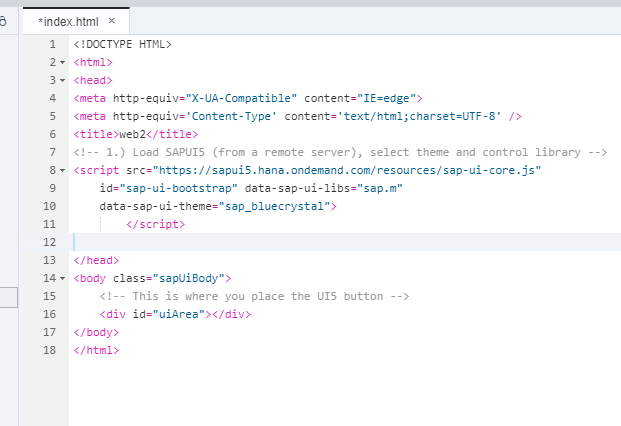 *index.html ×
1 <!DOCTYPE HTML>
2 <html>
3 <head>
4 <meta http-equiv="X-UA-Compatible" content="IE=edge">
5 <meta http-equiv='Content-Type' content='text/html;charset=UTF-8' />
6 <title>web2</title>
7 <!-- 1.) Load SAPUI5 (from a remote server), select theme and control library -->
8 <script src="https://sapui5.hana.ondemand.com/resources/sap-ui-core.js"
9     id="sap-ui-bootstrap" data-sap-ui-libs="sap.m"
10     data-sap-ui-theme="sap_bluecrystal">
11         </script>
12
13 </head>
14 <body class="sapUiBody">
15     <!-- This is where you place the UI5 button -->
16     <div id="uiArea"></div>
17 </body>
18 </html>